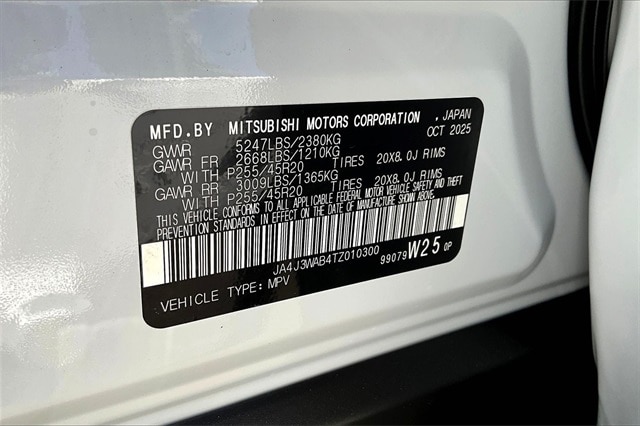 MFD.BY MITSUBISHI MOTORS CORPORATION , JAPAN
OCT 2025
GVWR 5247LBS/2380KG
GAWR FR 2668LBS/1210KG
WITH P255/45R20 TIRES 20X8.0J RIMS
GAWR RR 3009LBS/1365KG
WITH P255/45R20 TIRES 20X8.0J RIMS
THIS VEHICLE CONFORMS TO ALL APPLICABLE FEDERAL MOTOR VEHICLE SAFETY AND THEFT
PREVENTION STANDARDS IN EFFECT ON THE DATE OF MANUFACTURE SHOWN ABOVE.
JA4J3WAB4TZ010300
99079 W25 0P
VEHICLE TYPE: MPV